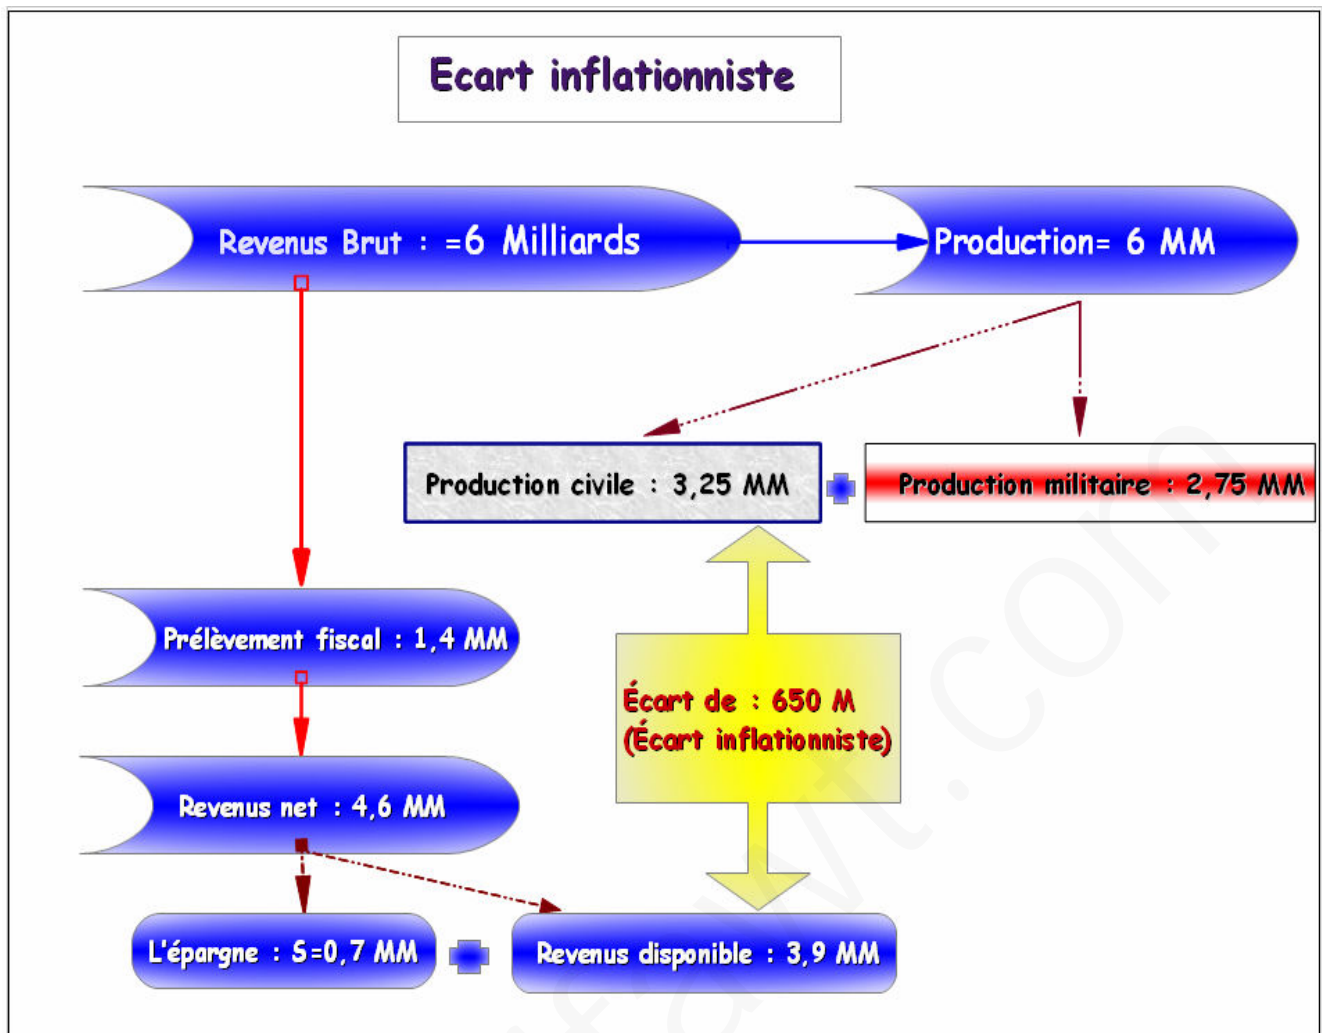 Ecart inflationniste
Revenus Brut : =6 Milliards
Production= 6 MM
Production civile : 3,25 MM
Production militaire : 2,75 MM
Prélèvement fiscal : 1,4 MM
Écart de : 650 M
(Écart inflationniste)
Revenus net : 4,6 MM
L'épargne : S=0,7 MM
Revenus disponible : 3,9 MM